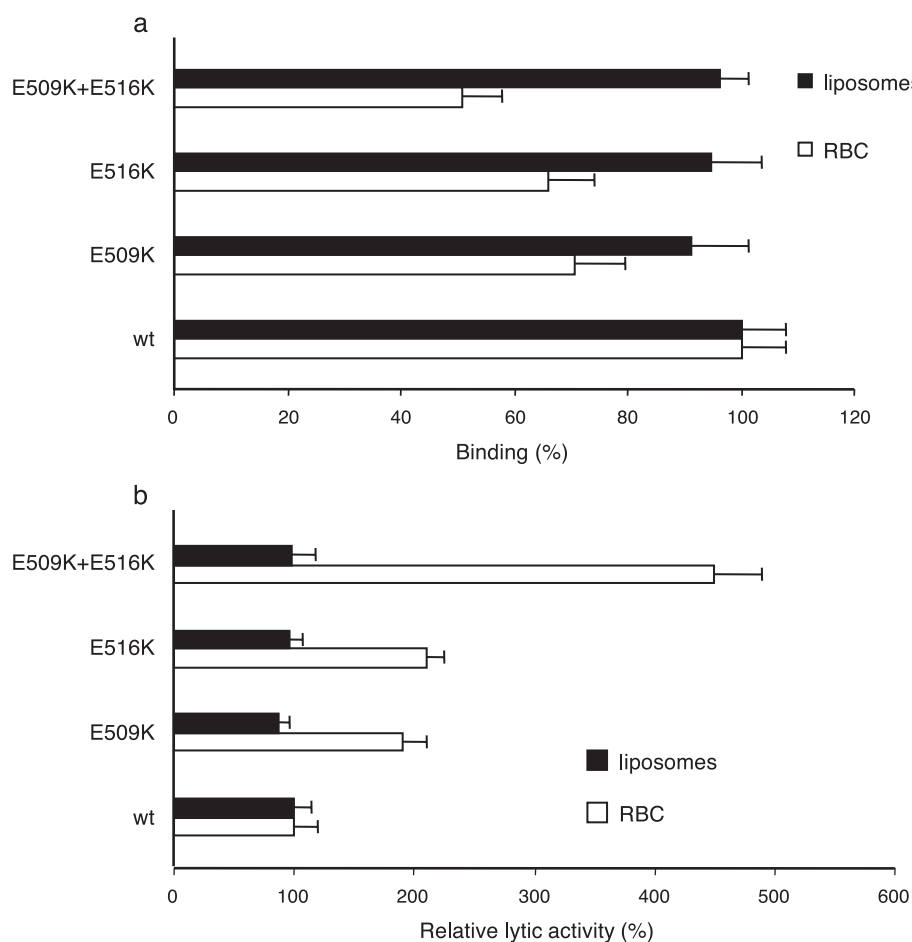 a
E509K+E516K
liposomes
RBC
E516K
E509K
wt
0 20 40 60 80 100 120
Binding (%)
b
E509K+E516K
E516K
E509K
liposomes
RBC
wt
0 100 200 300 400 500 600
Relative lytic activity (%)